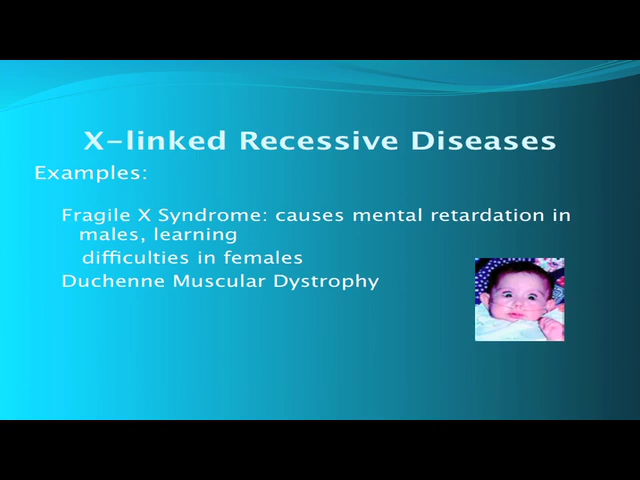 X-linked Recessive Diseases
Examples:
Fragile X Syndrome: causes mental retardation in
males, learning
difficulties in females
Duchenne Muscular Dystrophy